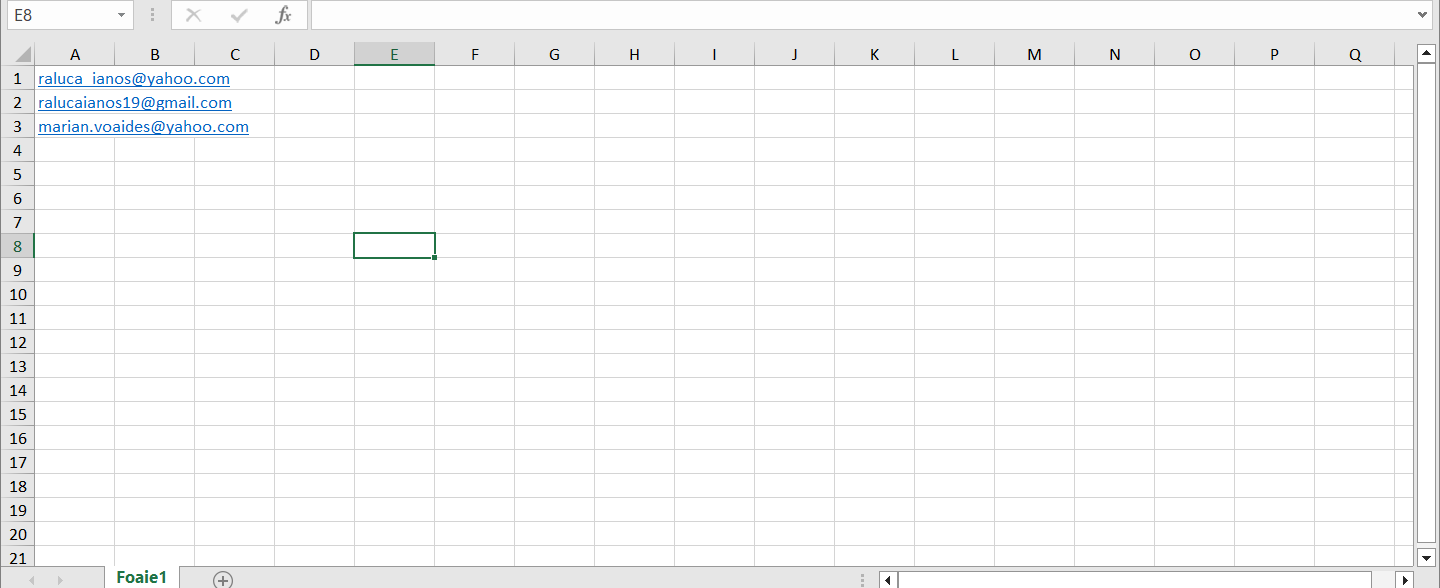 E8
fx
A B C D E F G H I J K L M N O P Q
1 raluca_ianos@yahoo.com
2 ralucaianos19@gmail.com
3 marian.voaides@yahoo.com
4
5
6
7
8
9
10
11
12
13
14
15
16
17
18
19
20
21
Foaie1